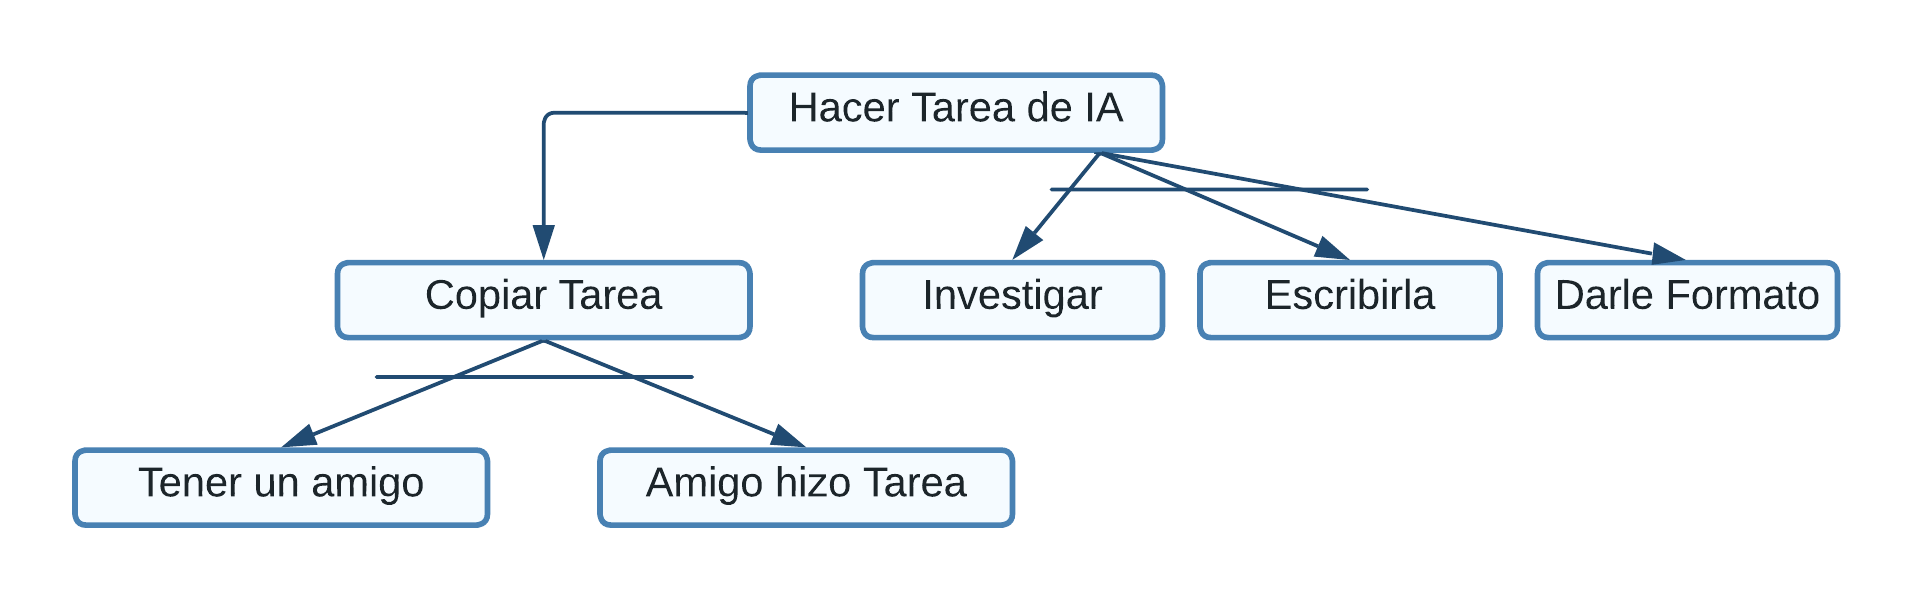 Hacer Tarea de IA
Copiar Tarea
Investigar
Escribirla
Darle Formato
Tener un amigo
Amigo hizo Tarea